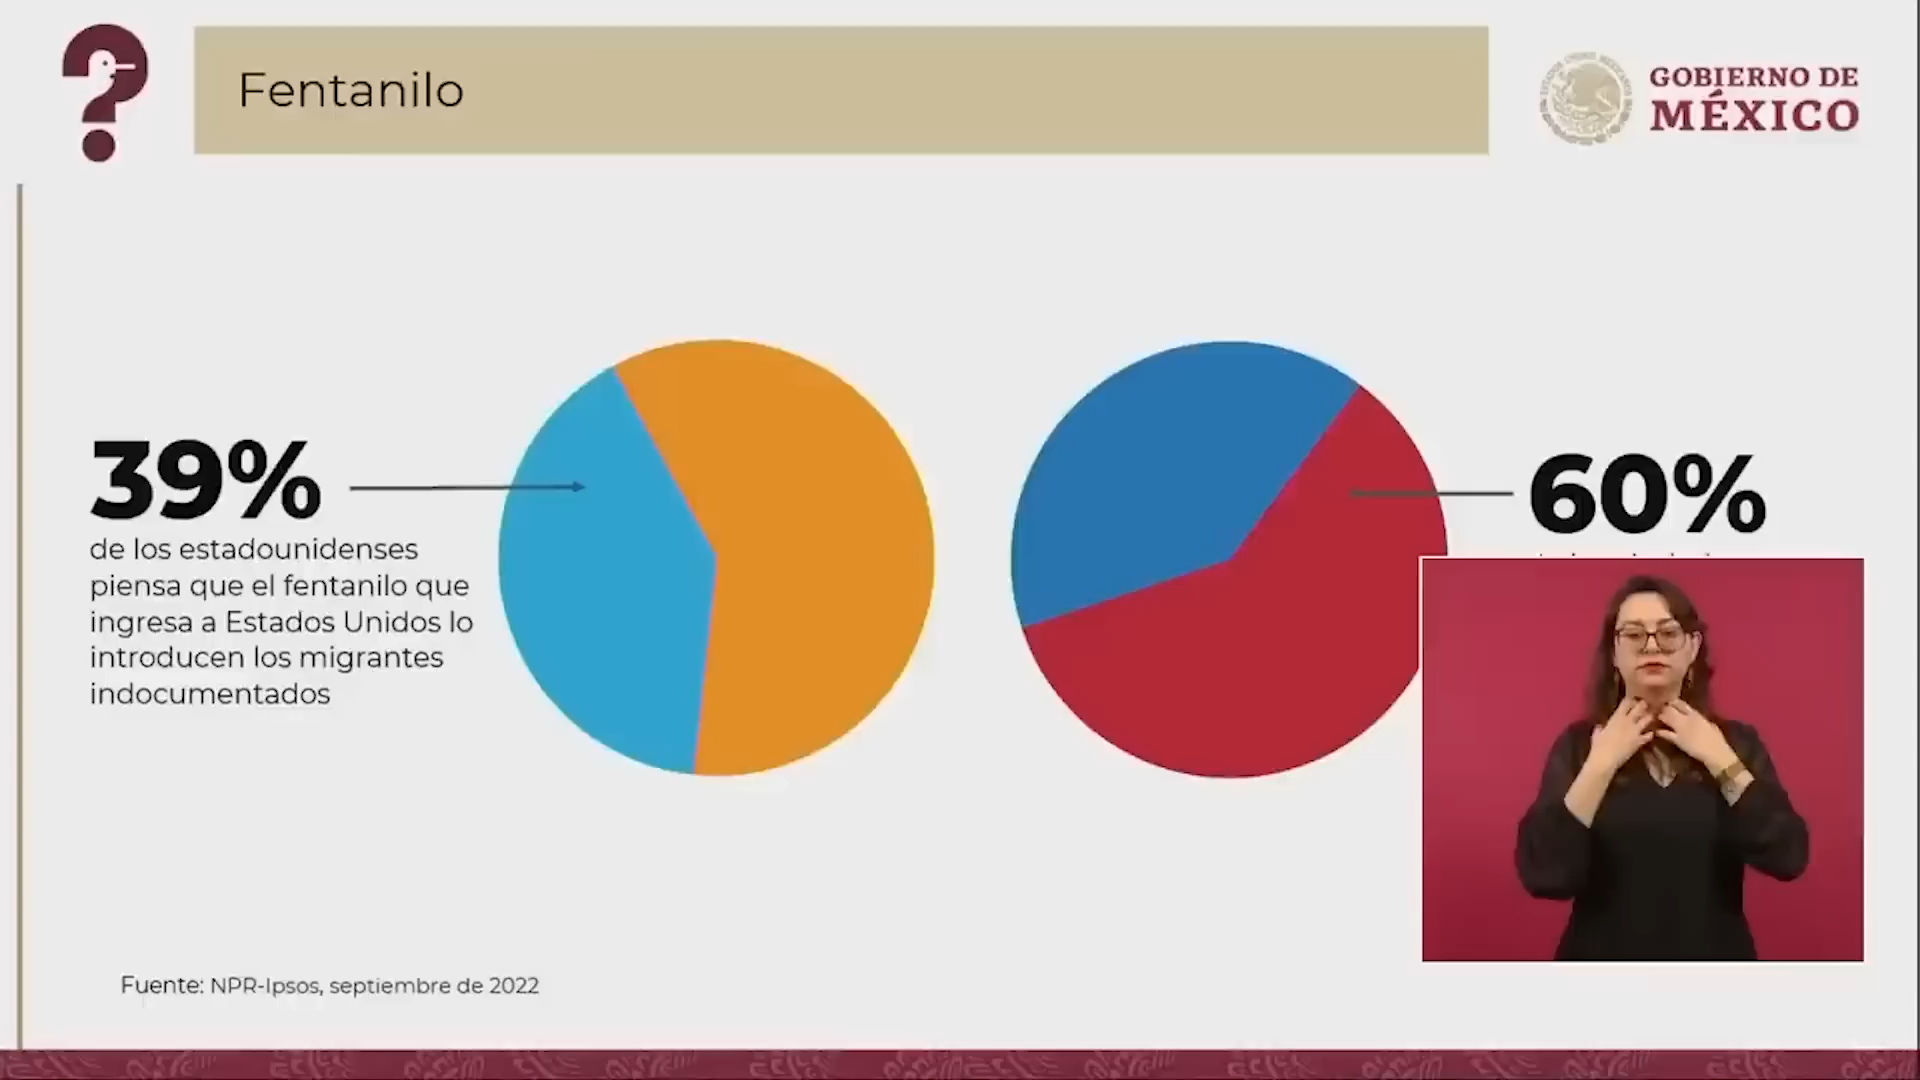 Fentanilo
GOBIERNO DE
MÉXICO
39%
de los estadounidenses
piensa que el fentanilo que
ingresa a Estados Unidos lo
introducen los migrantes
indocumentados
60%
Fuente: NPR-Ipsos, septiembre de 2022